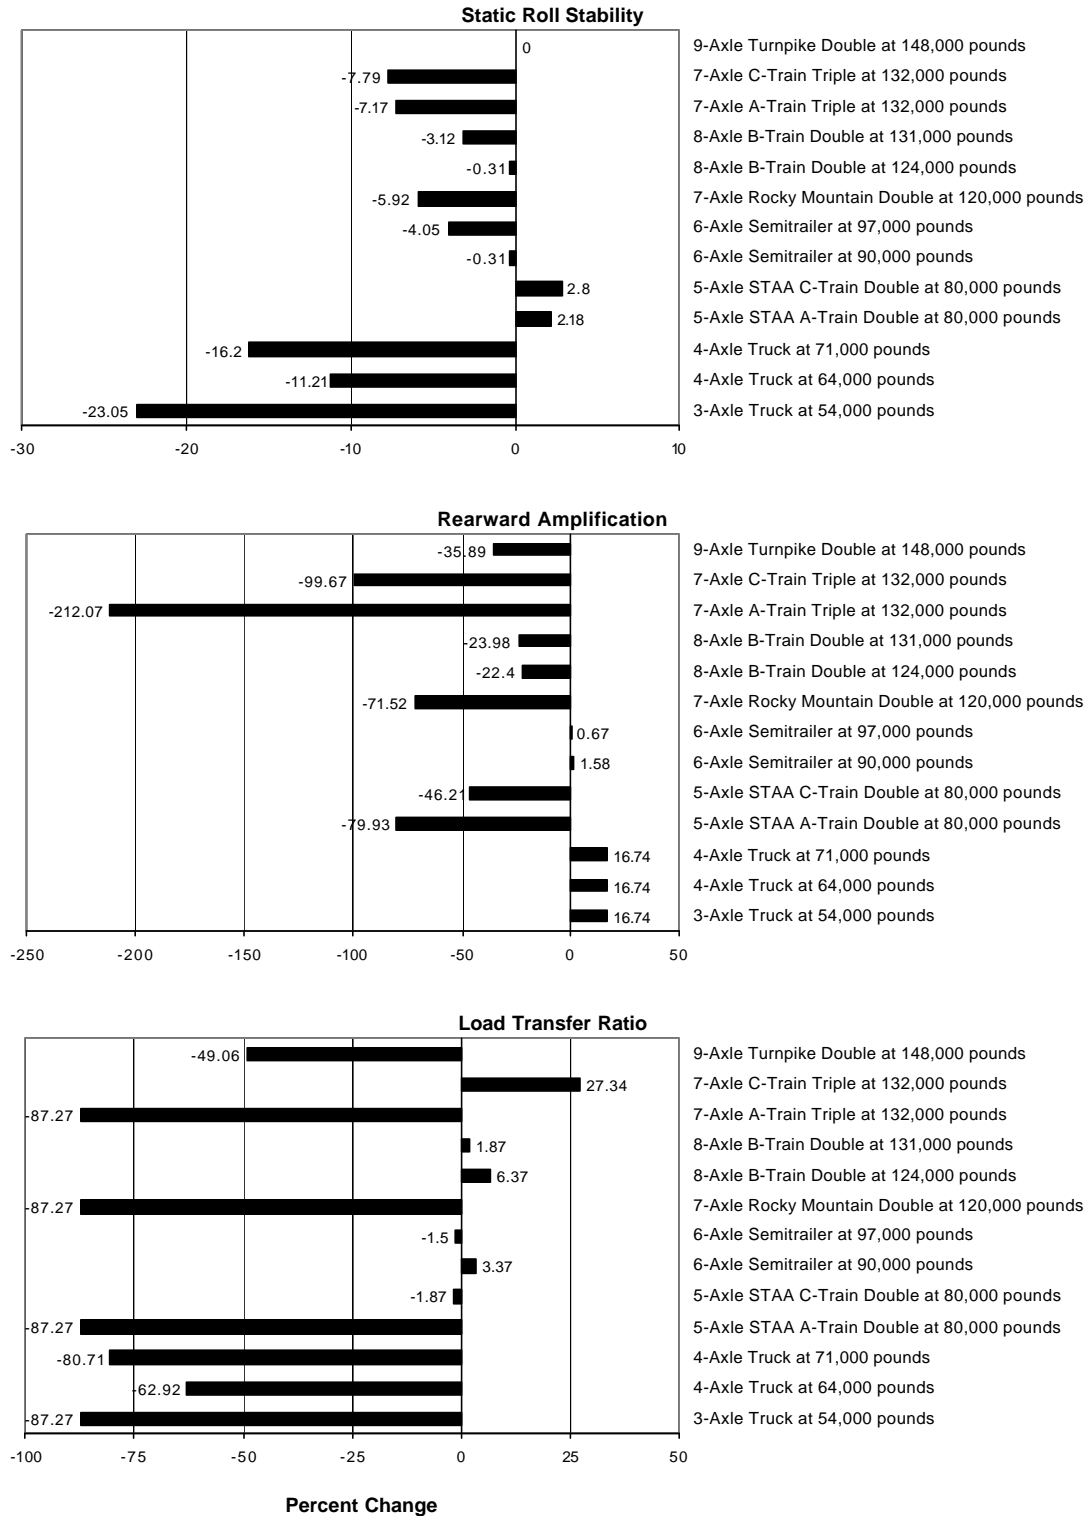 Static Roll Stability
0 9-Axle Turnpike Double at 148,000 pounds
-7.79 7-Axle C-Train Triple at 132,000 pounds
-7.17 7-Axle A-Train Triple at 132,000 pounds
-3.12 8-Axle B-Train Double at 131,000 pounds
-0.31 8-Axle B-Train Double at 124,000 pounds
-5.92 7-Axle Rocky Mountain Double at 120,000 pounds
-4.05 6-Axle Semitrailer at 97,000 pounds
-0.31 6-Axle Semitrailer at 90,000 pounds
2.8 5-Axle STAA C-Train Double at 80,000 pounds
2.18 5-Axle STAA A-Train Double at 80,000 pounds
-16.2 4-Axle Truck at 71,000 pounds
-11.21 4-Axle Truck at 64,000 pounds
-23.05 3-Axle Truck at 54,000 pounds
-30 -20 -10 0 10
Rearward Amplification
-35.89 9-Axle Turnpike Double at 148,000 pounds
-99.67 7-Axle C-Train Triple at 132,000 pounds
-212.07 7-Axle A-Train Triple at 132,000 pounds
-23.98 8-Axle B-Train Double at 131,000 pounds
-22.4 8-Axle B-Train Double at 124,000 pounds
-71.52 7-Axle Rocky Mountain Double at 120,000 pounds
0.67 6-Axle Semitrailer at 97,000 pounds
1.58 6-Axle Semitrailer at 90,000 pounds
-46.21 5-Axle STAA C-Train Double at 80,000 pounds
-79.93 5-Axle STAA A-Train Double at 80,000 pounds
16.74 4-Axle Truck at 71,000 pounds
16.74 4-Axle Truck at 64,000 pounds
16.74 3-Axle Truck at 54,000 pounds
-250 -200 -150 -100 -50 0 50
Load Transfer Ratio
-49.06 9-Axle Turnpike Double at 148,000 pounds
27.34 7-Axle C-Train Triple at 132,000 pounds
-87.27 7-Axle A-Train Triple at 132,000 pounds
1.87 8-Axle B-Train Double at 131,000 pounds
6.37 8-Axle B-Train Double at 124,000 pounds
-87.27 7-Axle Rocky Mountain Double at 120,000 pounds
-1.5 6-Axle Semitrailer at 97,000 pounds
3.37 6-Axle Semitrailer at 90,000 pounds
-1.87 5-Axle STAA C-Train Double at 80,000 pounds
-87.27 5-Axle STAA A-Train Double at 80,000 pounds
-80.71 4-Axle Truck at 71,000 pounds
-62.92 4-Axle Truck at 64,000 pounds
-87.27 3-Axle Truck at 54,000 pounds
-100 -75 -50 -25 0 25 50
Percent Change